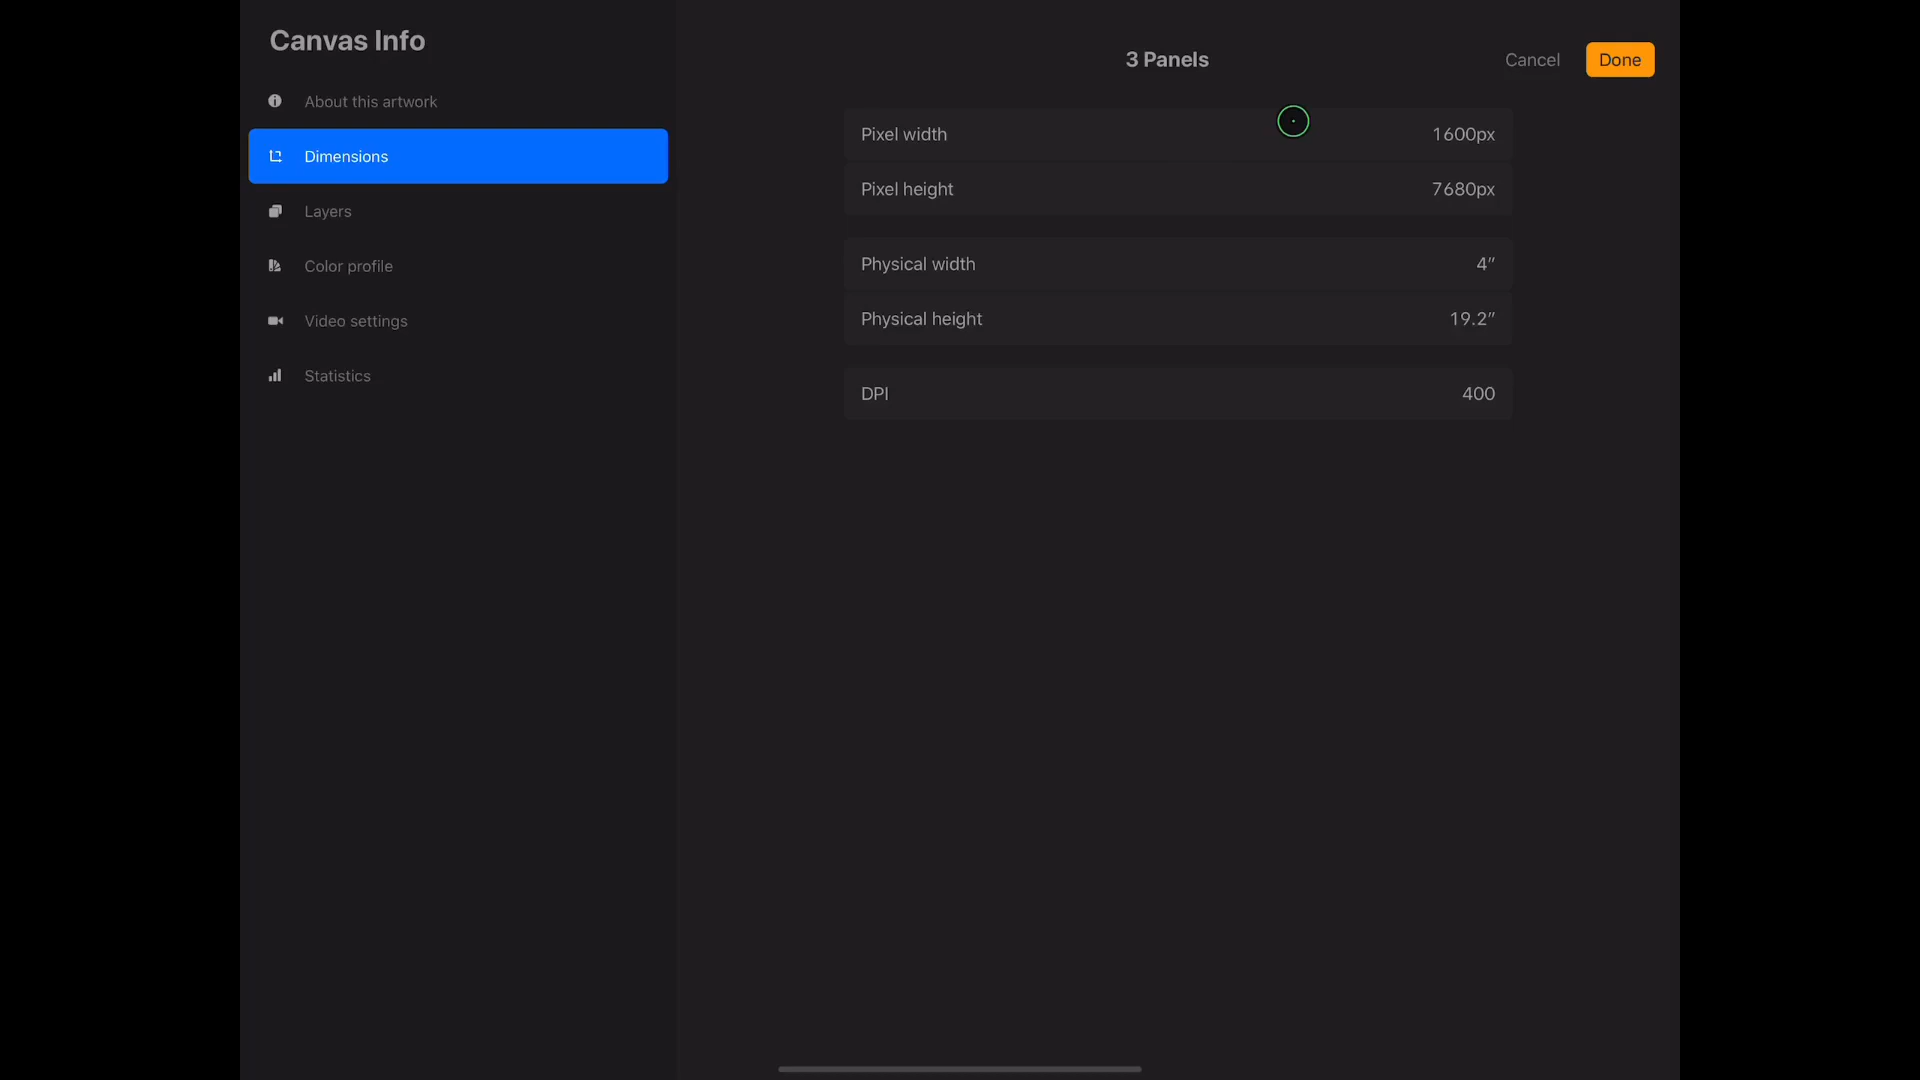 Canvas Info
About this artwork
Dimensions
Layers
Color profile
Video settings
Statistics
3 Panels
Cancel
Done
Pixel width 1600px
Pixel height 7680px
Physical width 4″
Physical height 19.2″
DPI 400